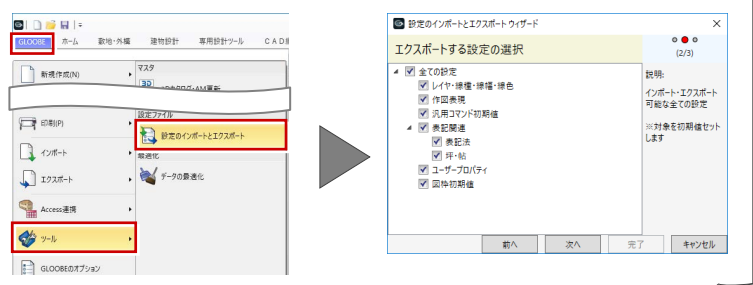 GLOOBE ホーム 敷地・外構 建物設計 専用設計ツール CAD
新規作成(N)
印刷(P)
インポート
エクスポート
Access連携
ツール
GLOOBEのオプション
マスタ
3D
設定ファイル
設定のインポートとエクスポート
最適化
データの最適化
設定のインポートとエクスポート ウィザード
エクスポートする設定の選択
(2/3)
全ての設定
レイヤ・線種・線幅・線色
作図表現
汎用コマンド初期値
表記関連
表記法
坪・帖
ユーザープロパティ
図枠初期値
説明:
インポート・エクスポート
可能な全ての設定
※対象を初期値セット
します
前へ 次へ 完了 キャンセル